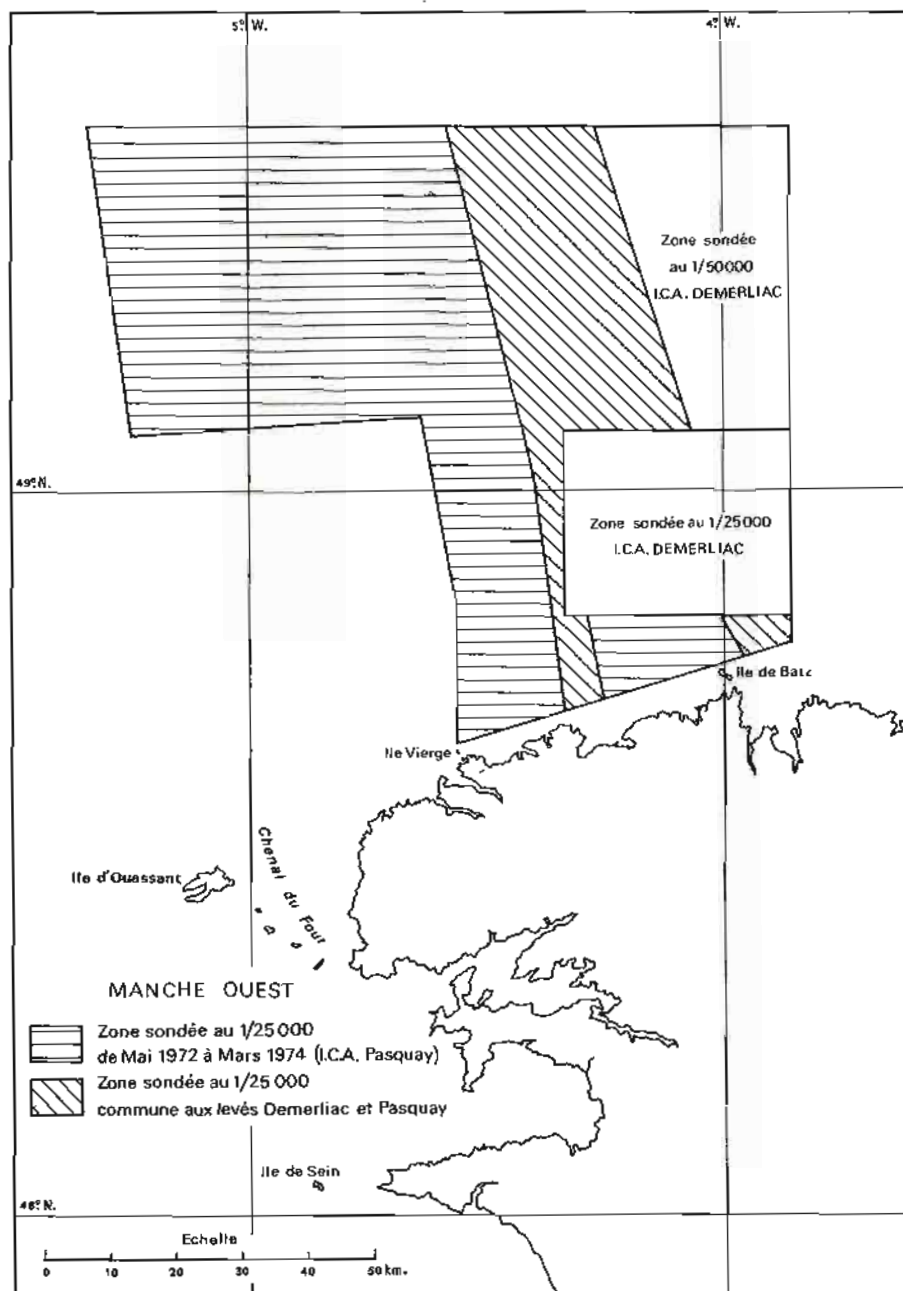 5° W.
4° W.
Zone sondée
au 1/50000
I.C.A. DEMERLIAC
49° N.
Zone sondée au 1/25000
I.C.A. DEMERLIAC
Ile de Batz
Ile Vierge
Chenal du Four
Ile d'Ouessant
MANCHE OUEST
Zone sondée au 1/25000
de Mai 1972 à Mars 1974 (I.C.A. Pasquay)
Zone sondée au 1/25000
commune aux levés Demerliac et Pasquay
Ile de Sein
48° N.
Echelle
0 10 20 30 40 50 km.